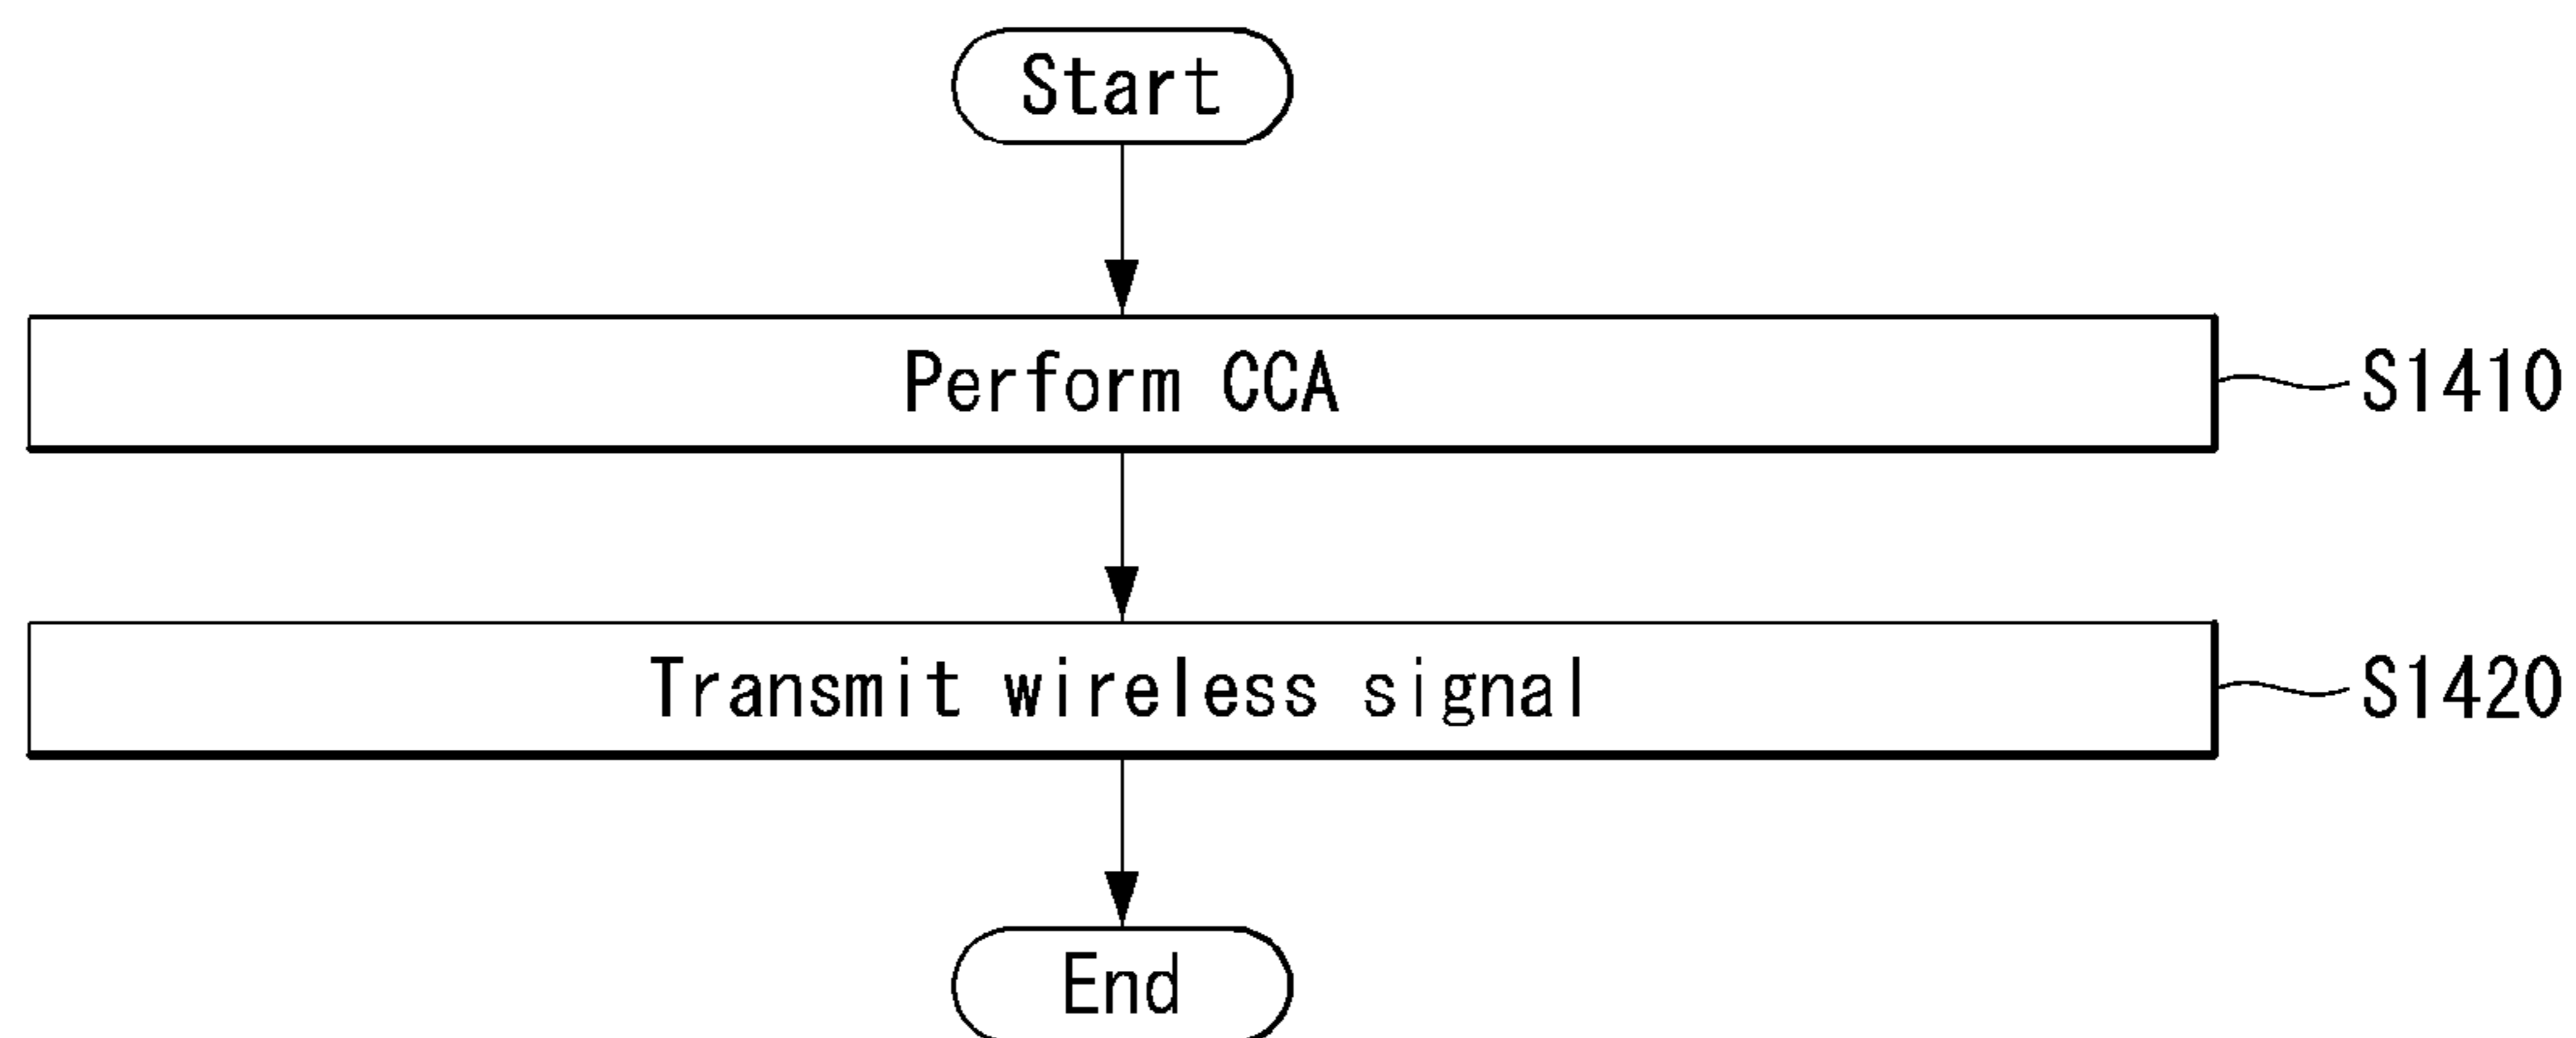 Start
Perform CCA
S1410
Transmit wireless signal
S1420
End